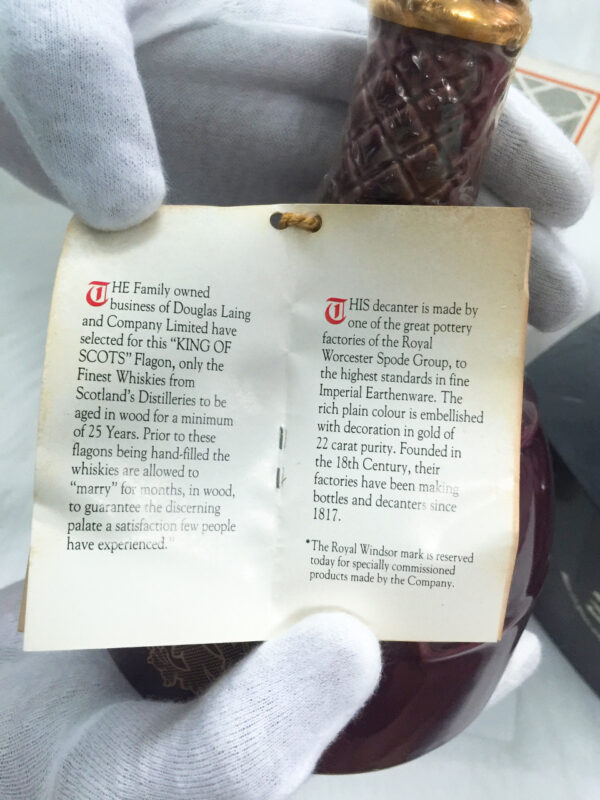 THE Family owned
business of Douglas Laing
and Company Limited have
selected for this “KING OF
SCOTS” Flagon, only the
Finest Whiskies from
Scotland's Distilleries to be
aged in wood for a minimum
of 25 Years. Prior to these
flagons being hand-filled the
whiskies are allowed to
“marry” for months, in wood,
to guarantee the discerning
palate a satisfaction few people
have experienced.”
THIS decanter is made by
one of the great pottery
factories of the Royal
Worcester Spode Group, to
the highest standards in fine
Imperial Earthenware. The
rich plain colour is embellished
with decoration in gold of
22 carat purity. Founded in
the 18th Century, their
factories have been making
bottles and decanters since
1817.
*The Royal Windsor mark is reserved
today for specially commissioned
products made by the Company.